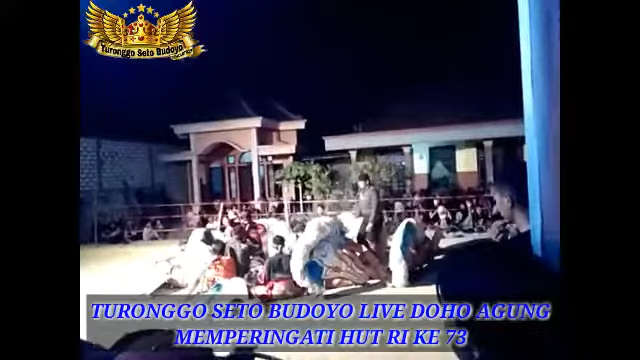 Turonggo Seto Budoyo
TURONGGO SETO BUDOYO LIVE DOHO AGUNG
MEMPERINGATI HUT RI KE 73